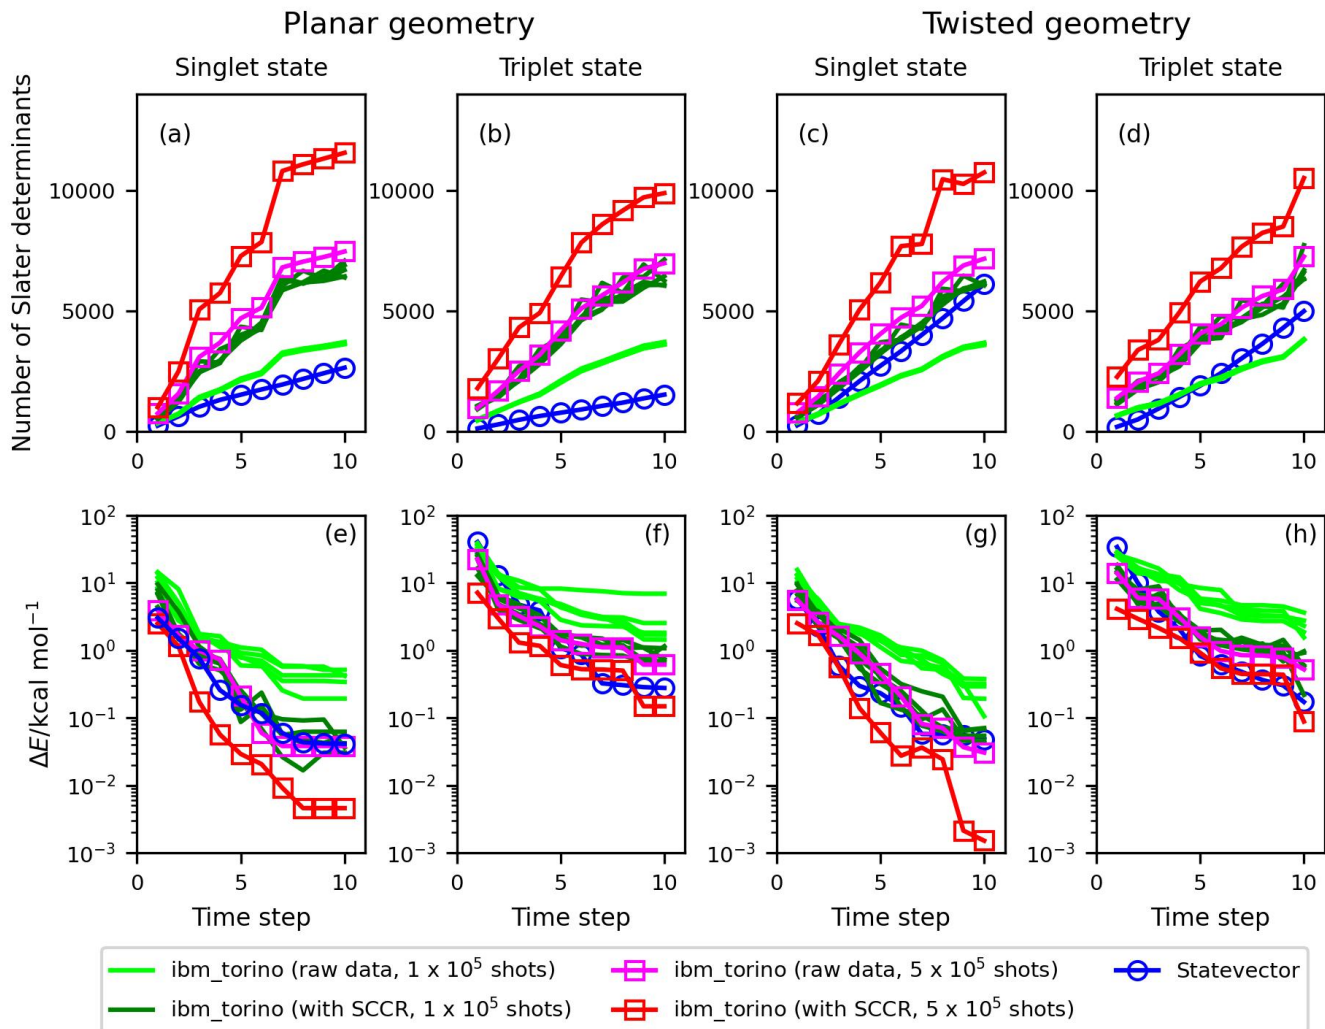 Planar geometry Twisted geometry
Singlet state Triplet state Singlet state Triplet state
Number of Slater determinants
(a) (b) (c) (d)
10000 10000 10000 10000
5000 5000 5000 5000
0 0 0 0
0 5 10 0 5 10 0 5 10 0 5 10
ΔE/kcal mol⁻¹
(e) (f) (g) (h)
10² 10² 10² 10²
10¹ 10¹ 10¹ 10¹
10⁰ 10⁰ 10⁰ 10⁰
10⁻¹ 10⁻¹ 10⁻¹ 10⁻¹
10⁻² 10⁻² 10⁻² 10⁻²
10⁻³ 10⁻³ 10⁻³ 10⁻³
0 5 10 0 5 10 0 5 10 0 5 10
Time step Time step Time step Time step
ibm_torino (raw data, 1 x 10⁵ shots) ibm_torino (raw data, 5 x 10⁵ shots) Statevector
ibm_torino (with SCCR, 1 x 10⁵ shots) ibm_torino (with SCCR, 5 x 10⁵ shots)